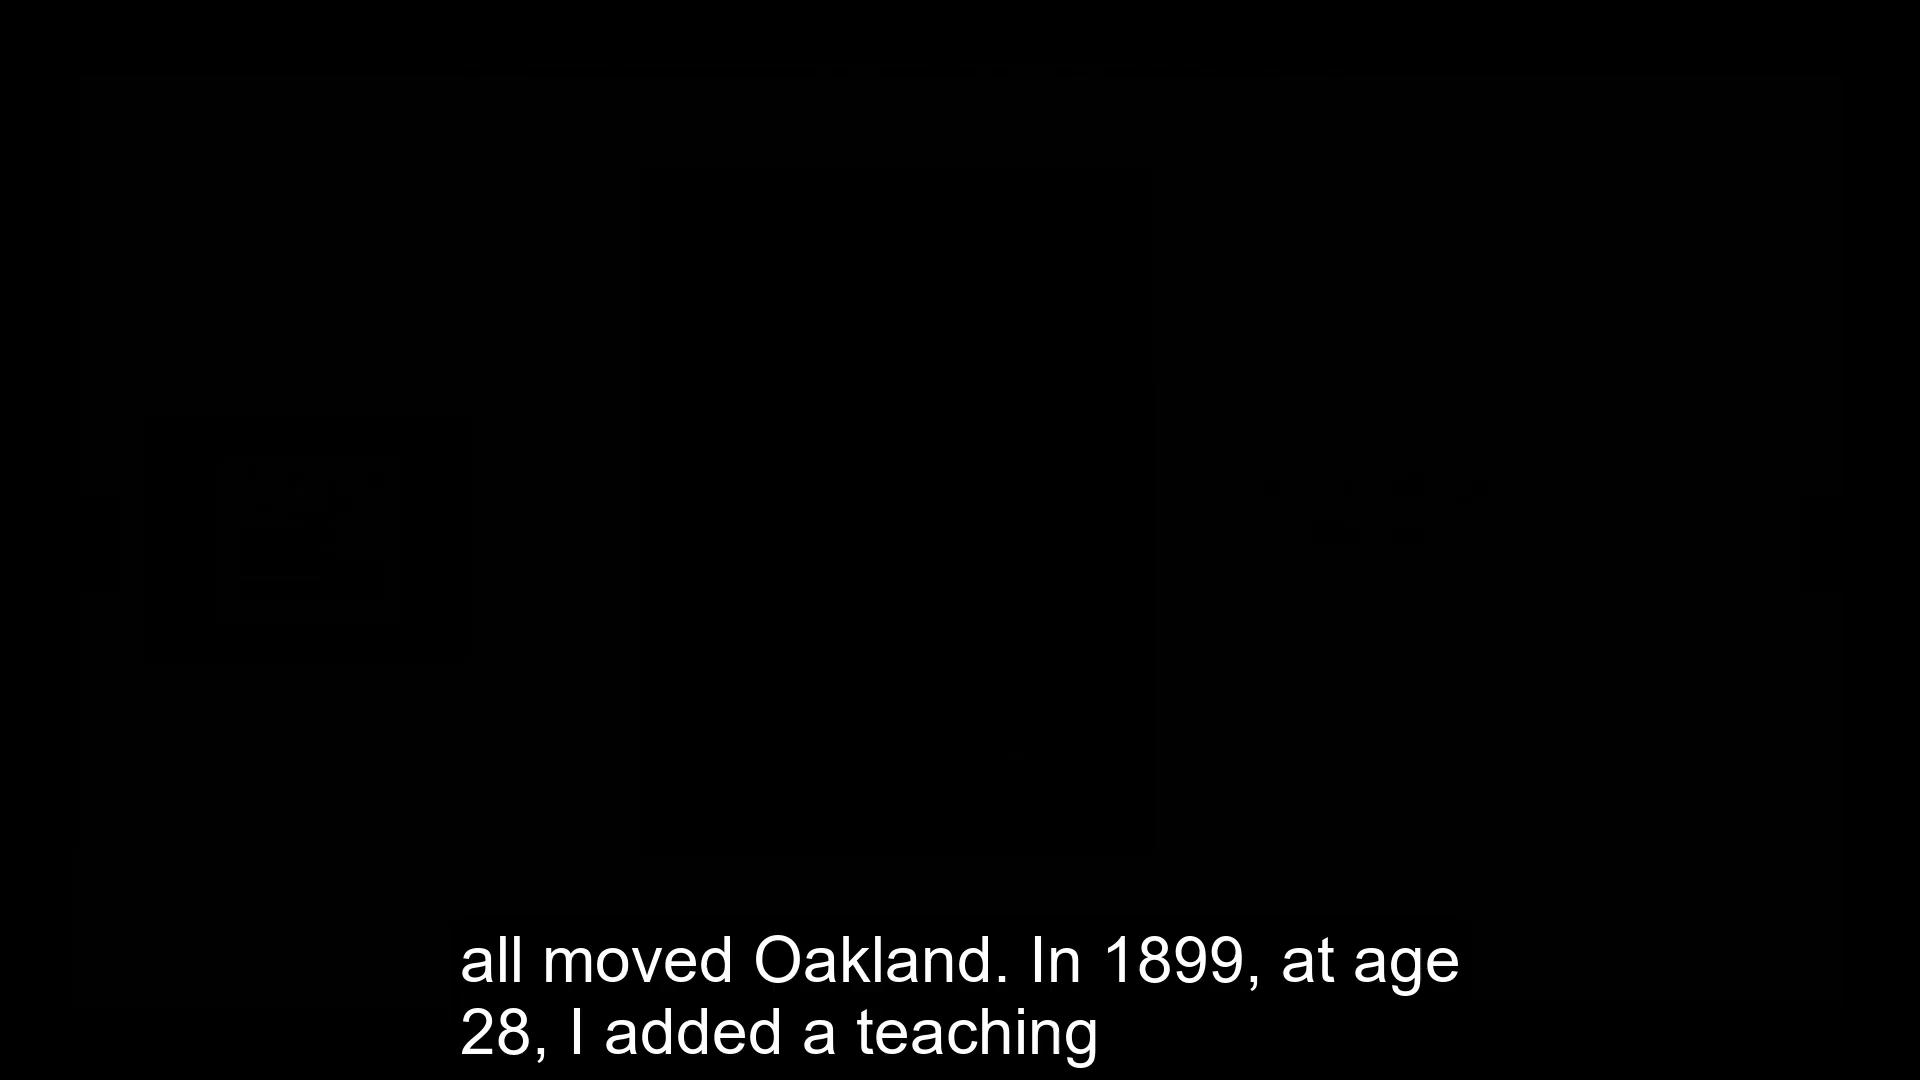 all moved Oakland. In 1899, at age
28, I added a teaching